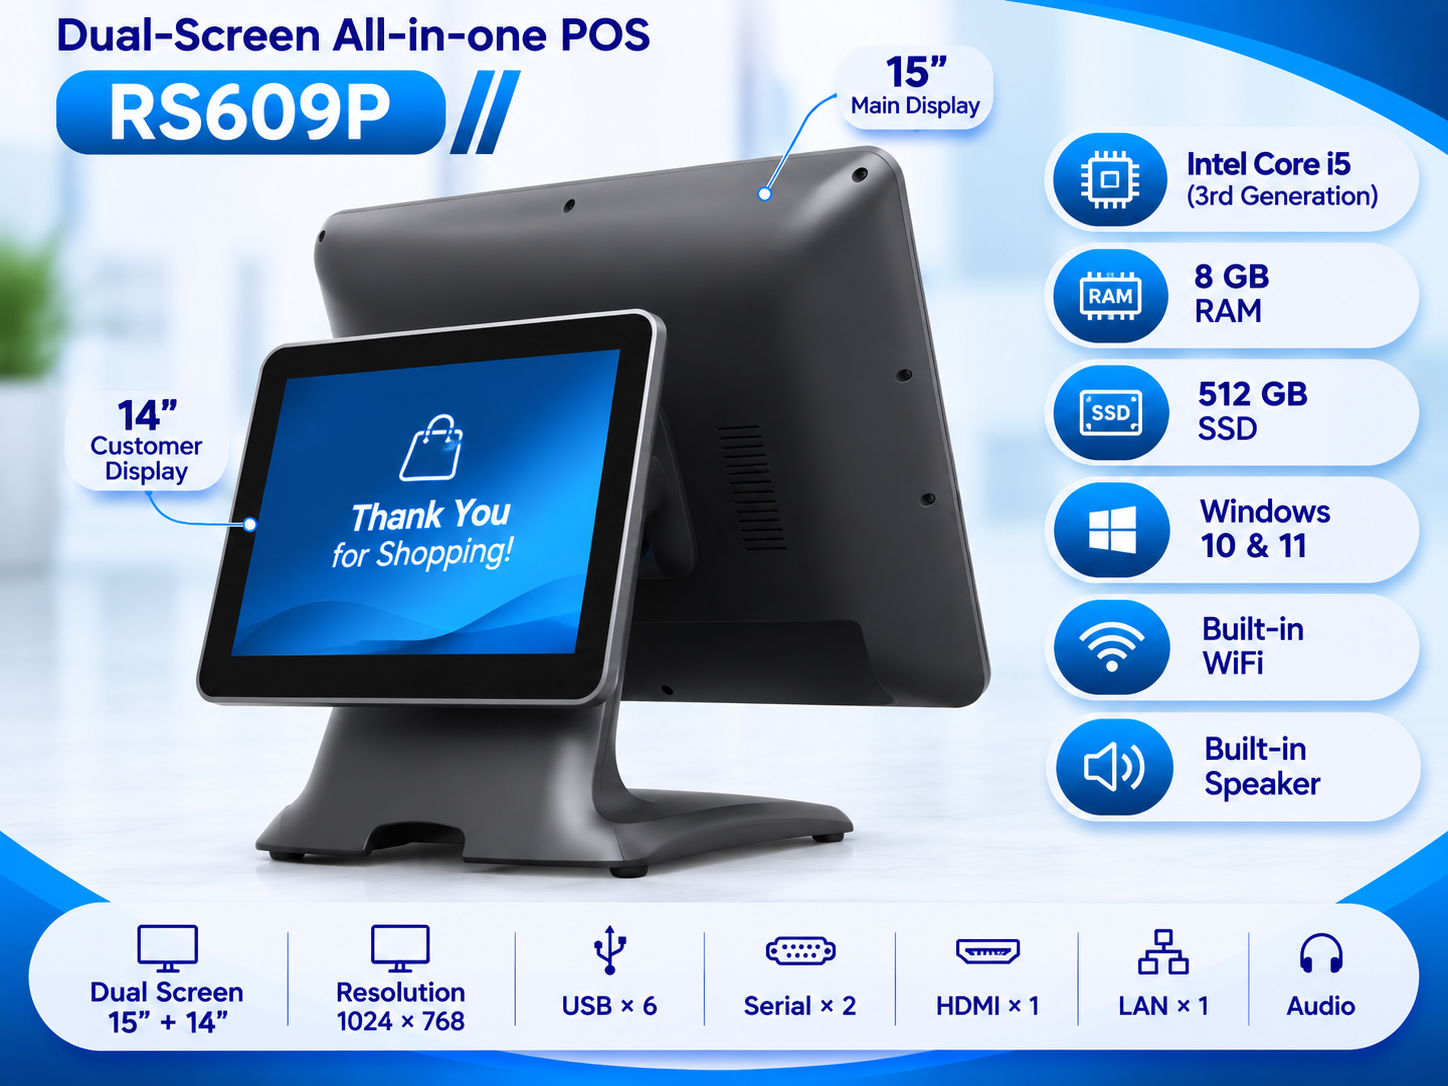 Dual-Screen All-in-one POS
RS609P
15”
Main Display
14”
Customer
Display
Thank You
for Shopping!
Intel Core i5
(3rd Generation)
RAM
8 GB
RAM
SSD
512 GB
SSD
Windows
10 & 11
Built-in
WiFi
Built-in
Speaker
Dual Screen
15” + 14”
Resolution
1024 × 768
USB × 6
Serial × 2
HDMI × 1
LAN × 1
Audio